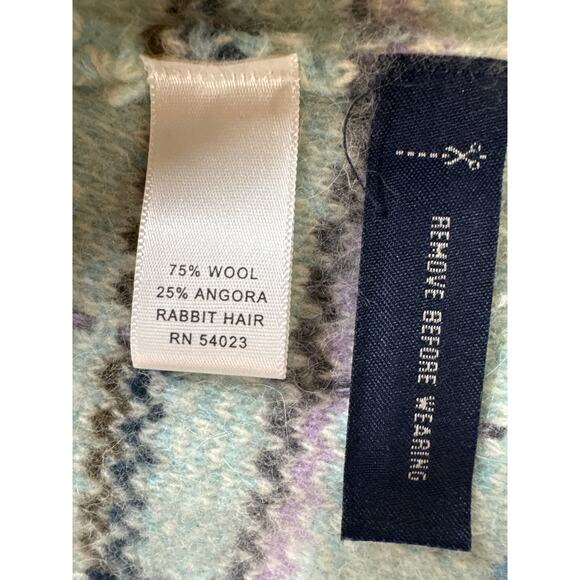 75% WOOL
25% ANGORA
RABBIT HAIR
RN 54023
REMOVE BEFORE WEARING